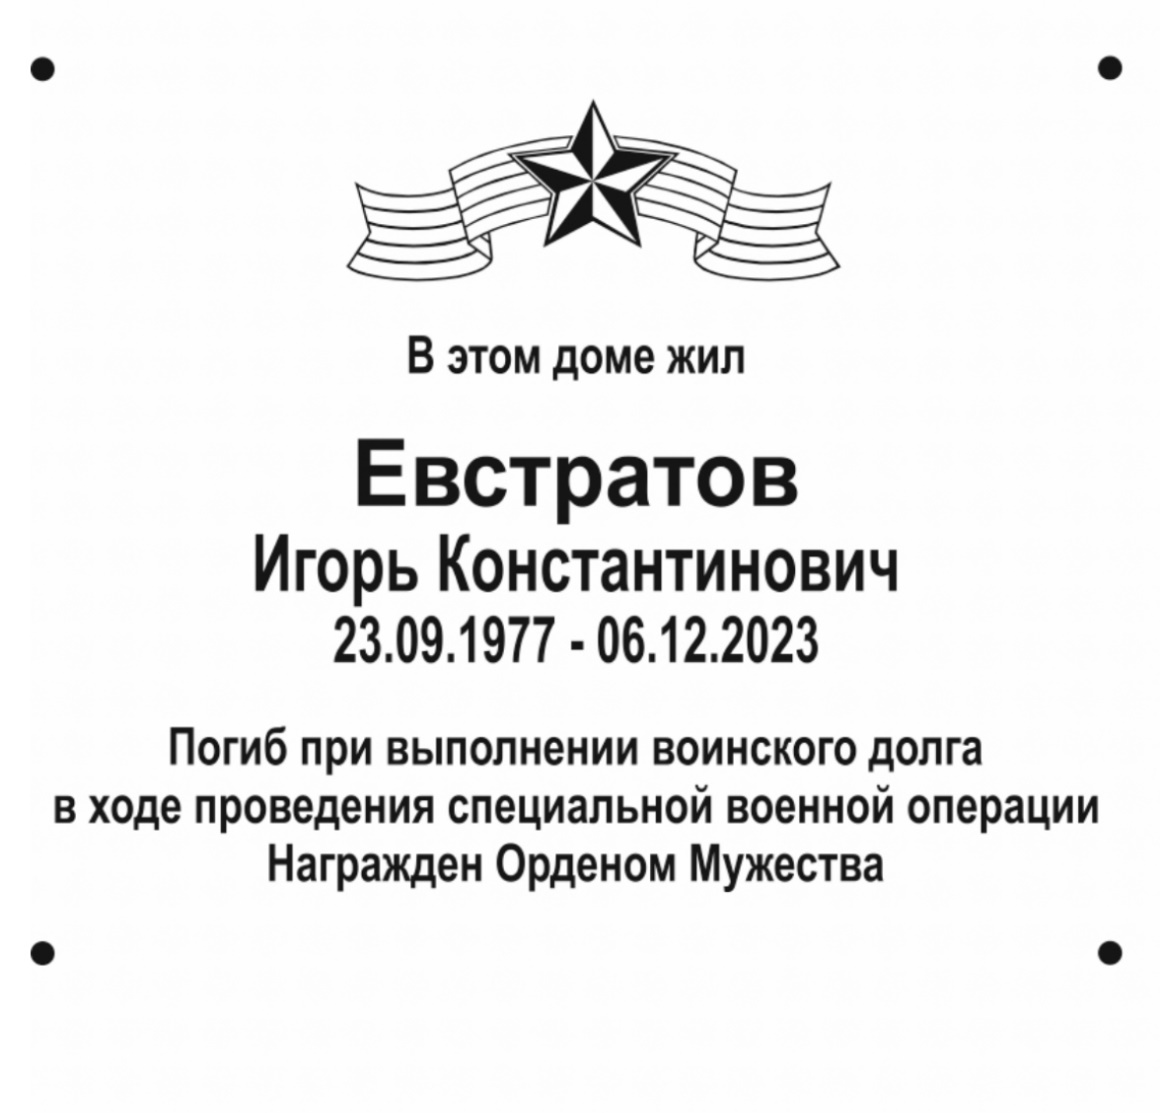 В этом доме жил
Евстратов
Игорь Константинович
23.09.1977 - 06.12.2023
Погиб при выполнении воинского долга
в ходе проведения специальной военной операции
Награжден Орденом Мужества